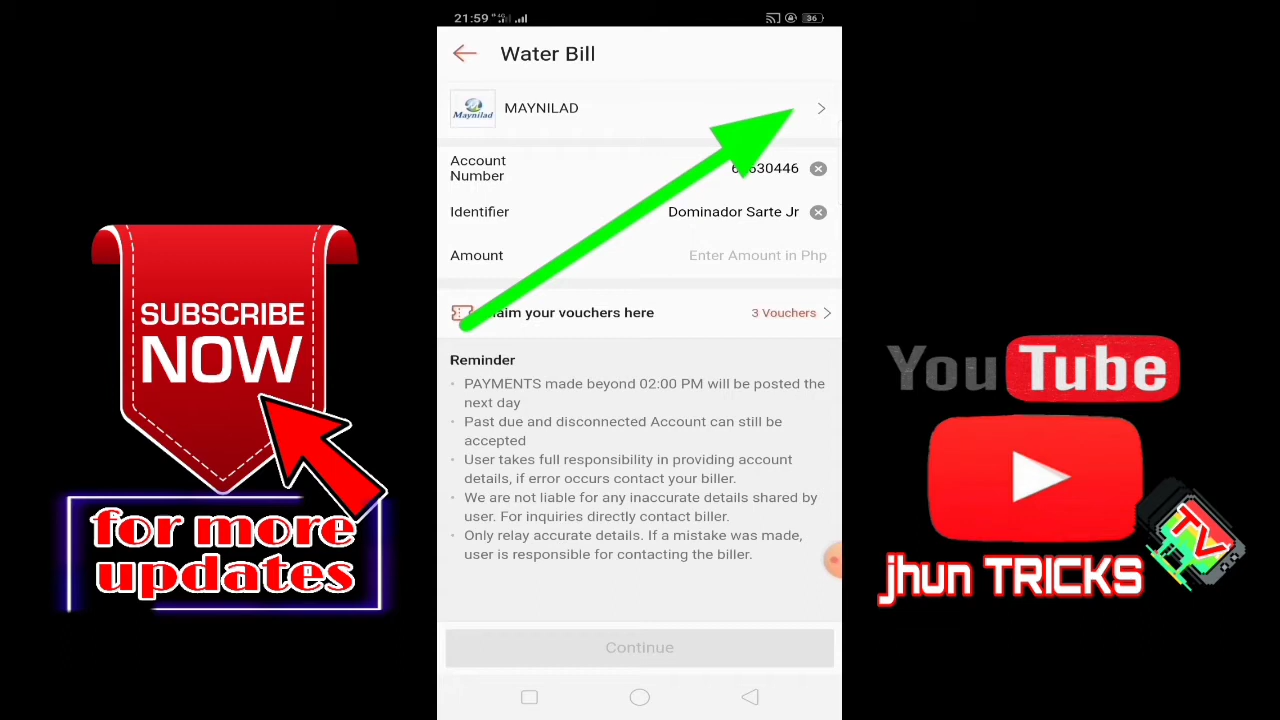 21:59
36
Water Bill
Maynilad
MAYNILAD
Account
Number
Identifier
Dominador Sarte Jr
Amount
Enter Amount in Php
your vouchers here
3 Vouchers
Reminder
• PAYMENTS made beyond 02:00 PM will be posted the
next day
• Past due and disconnected Account can still be
accepted
• User takes full responsibility in providing account
details, if error occurs contact your biller.
• We are not liable for any inaccurate details shared by
user. For inquiries directly contact biller.
• Only relay accurate details. If a mistake was made,
user is responsible for contacting the biller.
Continue
SUBSCRIBE
NOW
for more
updates
YouTube
TV
jhun TRICKS